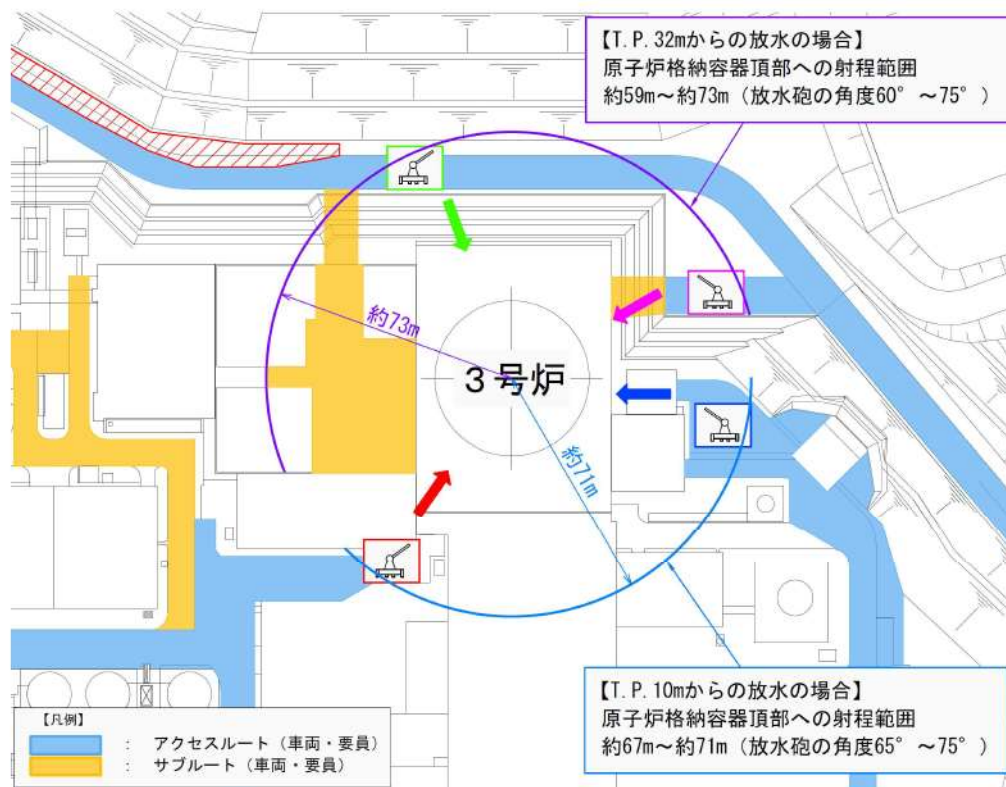 【T.P.32mからの放水の場合】
原子炉格納容器頂部への射程範囲
約59m～約73m（放水砲の角度60°～75°）
約73m
３号炉
約71m
【T.P.10mからの放水の場合】
原子炉格納容器頂部への射程範囲
約67m～約71m（放水砲の角度65°～75°）
【凡例】
： アクセスルート（車両・要員）
： サブルート（車両・要員）